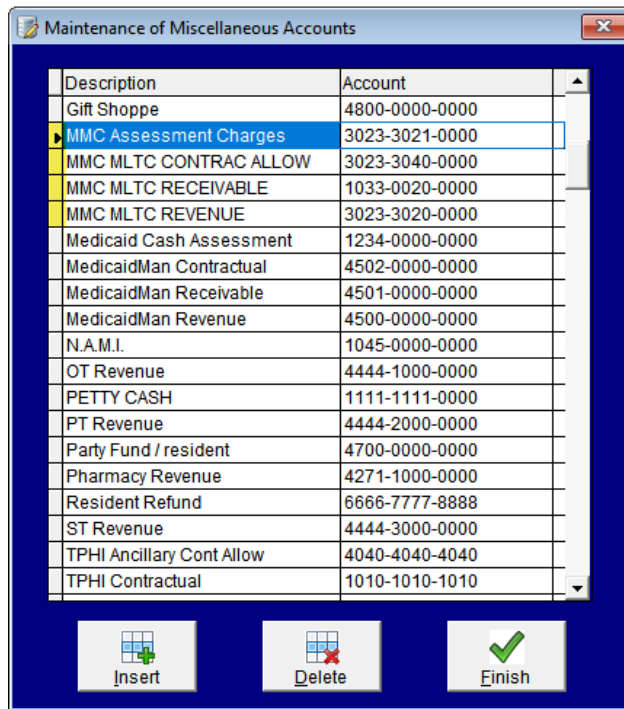 Maintenance of Miscellaneous Accounts
Description Account
Gift Shoppe 4800-0000-0000
MMC Assessment Charges 3023-3021-0000
MMC MLTC CONTRAC ALLOW 3023-3040-0000
MMC MLTC RECEIVABLE 1033-0020-0000
MMC MLTC REVENUE 3023-3020-0000
Medicaid Cash Assessment 1234-0000-0000
MedicaidMan Contractual 4502-0000-0000
MedicaidMan Receivable 4501-0000-0000
MedicaidMan Revenue 4500-0000-0000
N.A.M.I. 1045-0000-0000
OT Revenue 4444-1000-0000
PETTY CASH 1111-1111-0000
PT Revenue 4444-2000-0000
Party Fund / resident 4700-0000-0000
Pharmacy Revenue 4271-1000-0000
Resident Refund 6666-7777-8888
ST Revenue 4444-3000-0000
TPHI Ancillary Cont Allow 4040-4040-4040
TPHI Contractual 1010-1010-1010
Insert Delete Finish